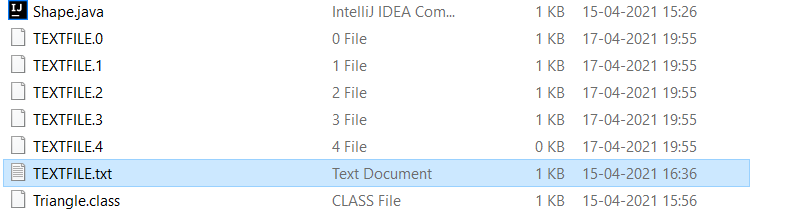 IJ Shape.java IntelliJ IDEA Com... 1 KB 15-04-2021 15:26
TEXTFILE.0 0 File 1 KB 17-04-2021 19:55
TEXTFILE.1 1 File 1 KB 17-04-2021 19:55
TEXTFILE.2 2 File 1 KB 17-04-2021 19:55
TEXTFILE.3 3 File 1 KB 17-04-2021 19:55
TEXTFILE.4 4 File 0 KB 17-04-2021 19:55
TEXTFILE.txt Text Document 1 KB 15-04-2021 16:36
Triangle.class CLASS File 1 KB 15-04-2021 15:56